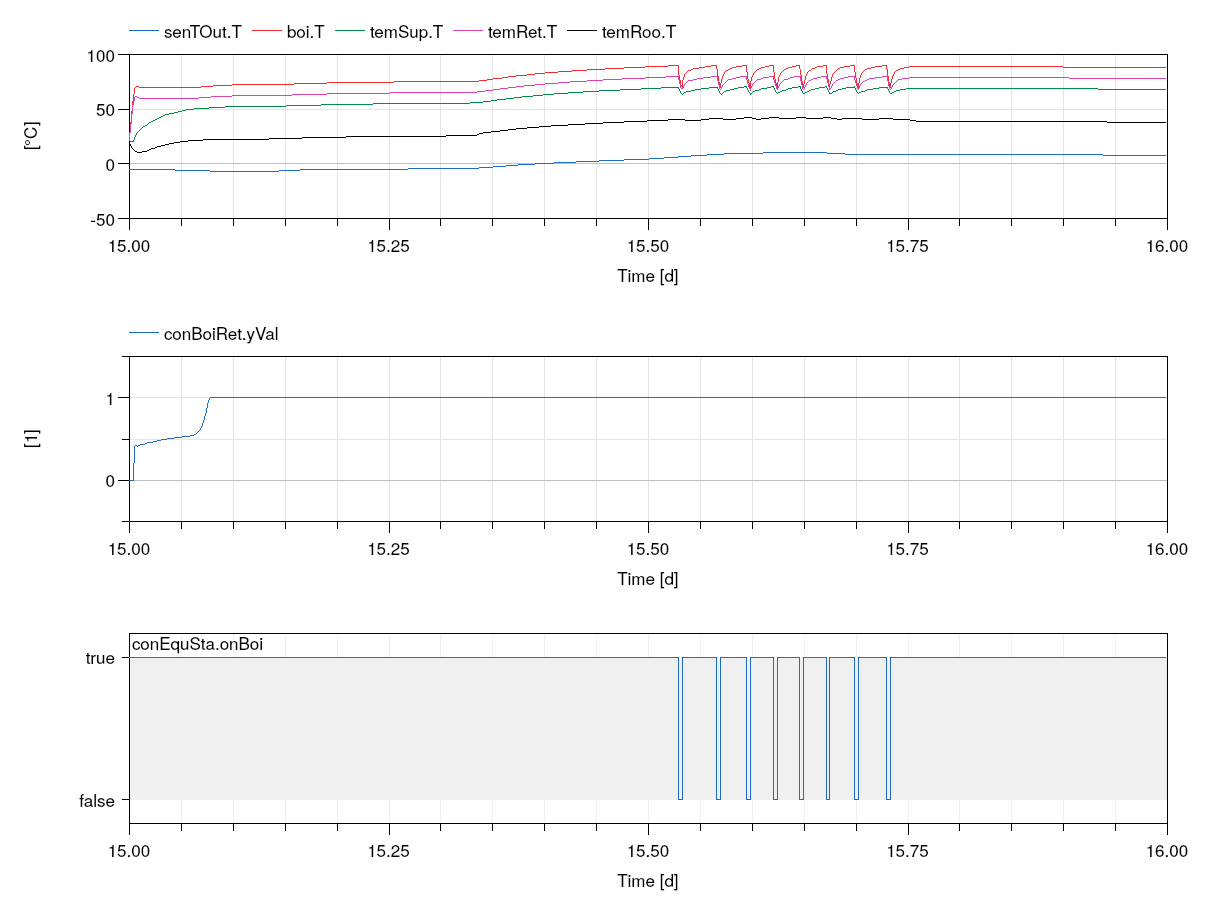 senTOut.T boi.T temSup.T temRet.T temRoo.T
100
50
0
-50
[°C]
15.00 15.25 15.50 15.75 16.00
Time [d]
conBoiRet.yVal
1
0
[1]
15.00 15.25 15.50 15.75 16.00
Time [d]
conEquSta.onBoi
true
false
15.00 15.25 15.50 15.75 16.00
Time [d]